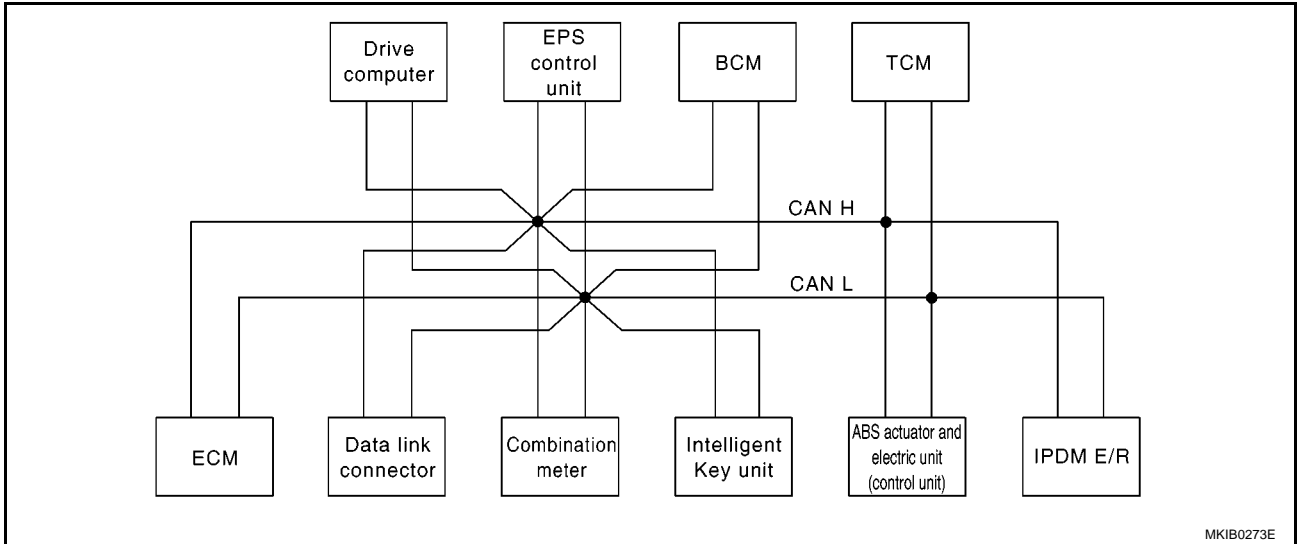 Drive
computer
EPS
control
unit
BCM
TCM
CAN H
CAN L
ECM
Data link
connector
Combination
meter
Intelligent
Key unit
ABS actuator and
electric unit
(control unit)
IPDM E/R
MKIB0273E